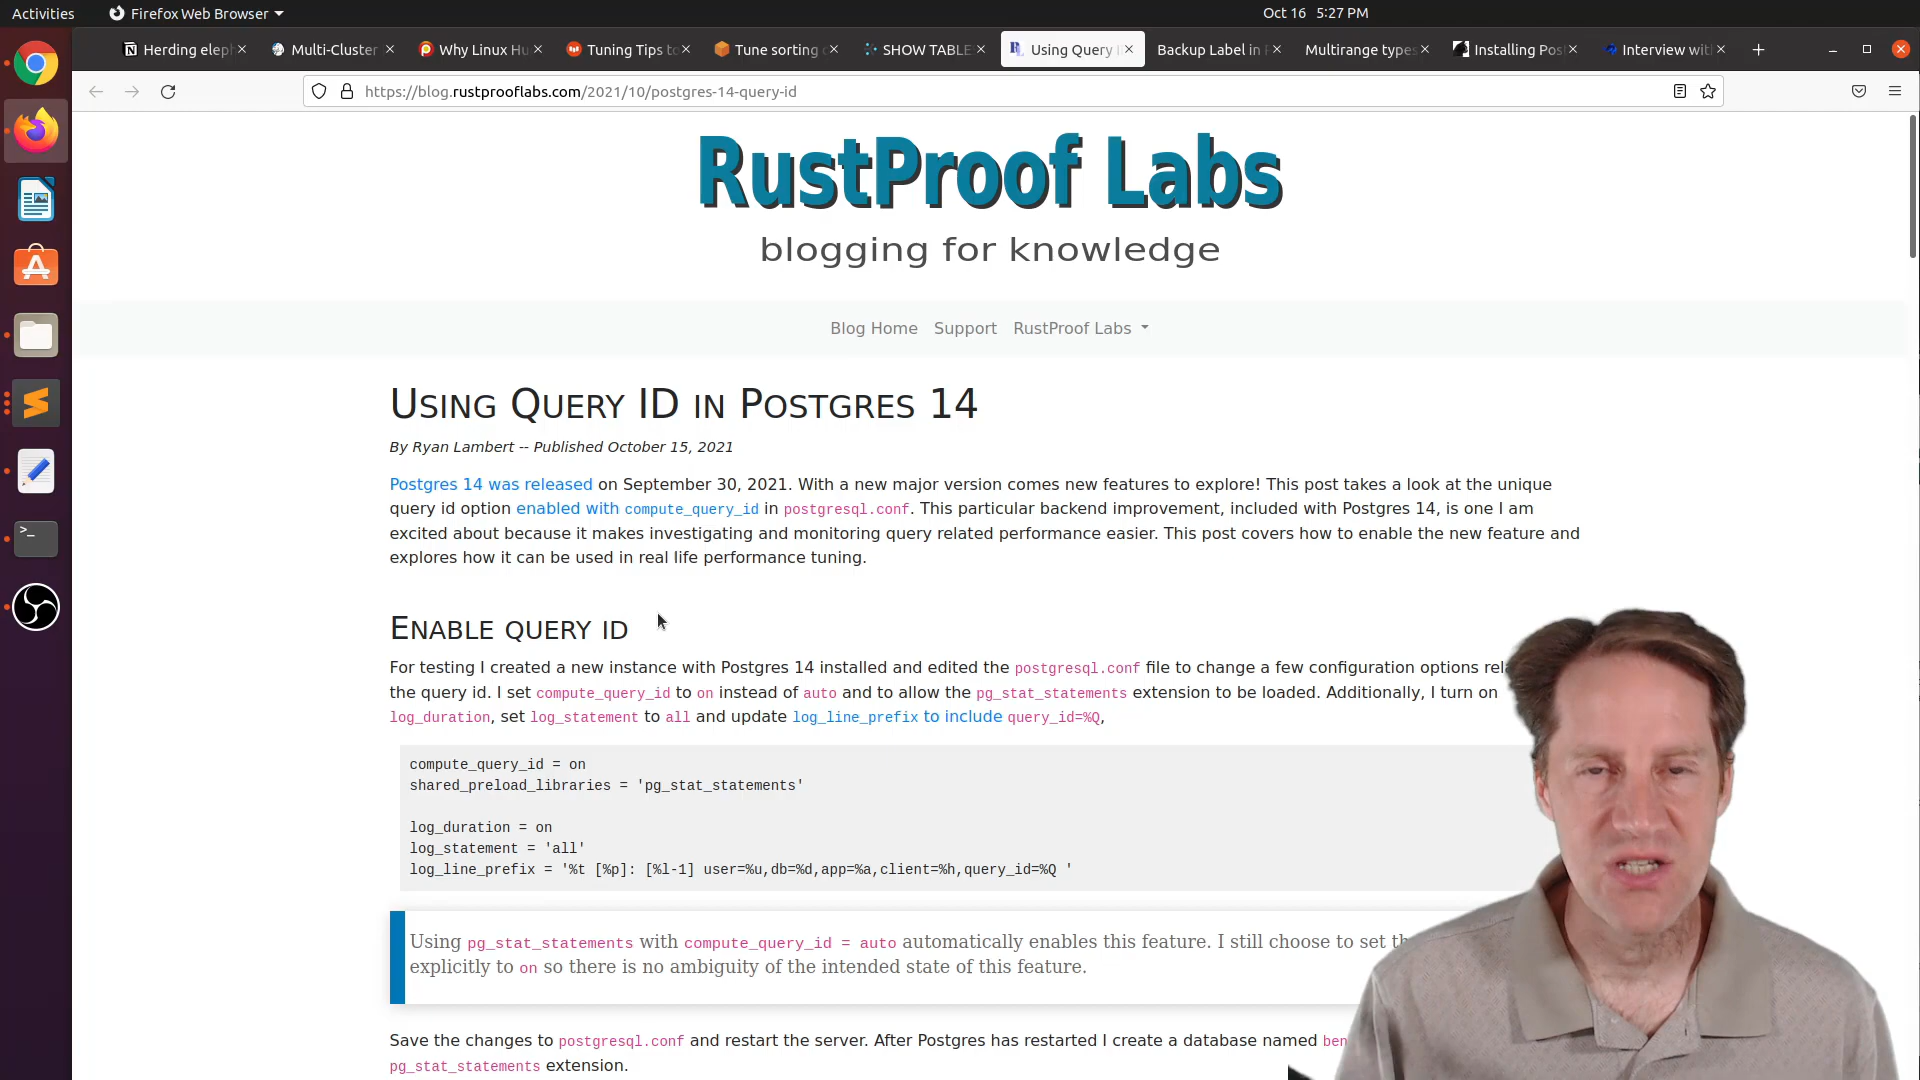 Activities
Firefox Web Browser
Oct 16 5:27 PM
Herding elep
Multi-Cluster
Why Linux Hu
Tuning Tips to
Tune sorting
SHOW TABLE
Using Query
Backup Label in
Multirange types
Installing Pos
Interview wit
https://blog.rustprooflabs.com/2021/10/postgres-14-query-id
RustProof Labs
blogging for knowledge
Blog Home Support RustProof Labs
Using Query ID in Postgres 14
By Ryan Lambert -- Published October 15, 2021
Postgres 14 was released on September 30, 2021. With a new major version comes new features to explore! This post takes a look at the unique
query id option enabled with compute_query_id in postgresql.conf. This particular backend improvement, included with Postgres 14, is one I am
excited about because it makes investigating and monitoring query related performance easier. This post covers how to enable the new feature and
explores how it can be used in real life performance tuning.
Enable query id
For testing I created a new instance with Postgres 14 installed and edited the postgresql.conf file to change a few configuration options rela
the query id. I set compute_query_id to on instead of auto and to allow the pg_stat_statements extension to be loaded. Additionally, I turn on
log_duration, set log_statement to all and update log_line_prefix to include query_id=%Q,
compute_query_id = on
shared_preload_libraries = 'pg_stat_statements'
log_duration = on
log_statement = 'all'
log_line_prefix = '%t [%p]: [%l-1] user=%u,db=%d,app=%a,client=%h,query_id=%Q '
Using pg_stat_statements with compute_query_id = auto automatically enables this feature. I still choose to set th
explicitly to on so there is no ambiguity of the intended state of this feature.
Save the changes to postgresql.conf and restart the server. After Postgres has restarted I create a database named ben
pg_stat_statements extension.